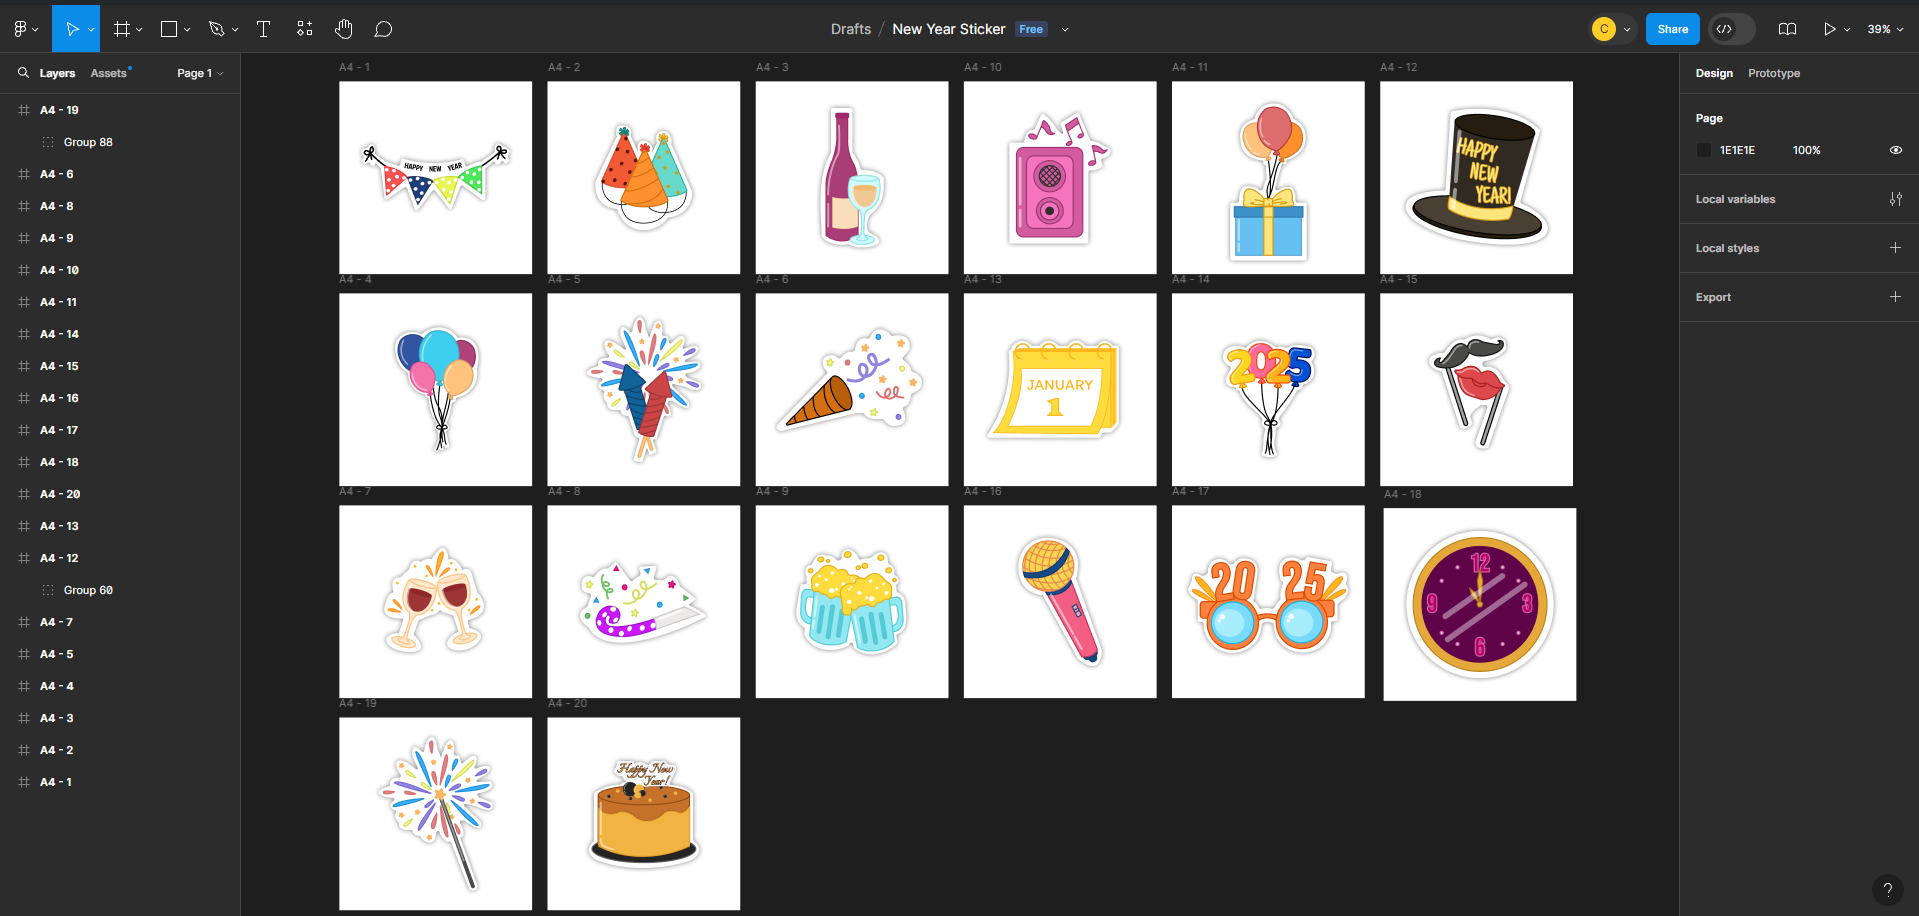 Drafts / New Year Sticker Free
C
Share
39%
Layers Assets Page 1
A4 - 19
Group 88
A4 - 6
A4 - 8
A4 - 9
A4 - 10
A4 - 11
A4 - 14
A4 - 15
A4 - 16
A4 - 17
A4 - 18
A4 - 20
A4 - 13
A4 - 12
Group 60
A4 - 7
A4 - 5
A4 - 4
A4 - 3
A4 - 2
A4 - 1
A4 - 1 A4 - 2 A4 - 3 A4 - 10 A4 - 11 A4 - 12
HAPPY NEW YEAR
HAPPY
NEW
YEAR!
A4 - 4 A4 - 5 A4 - 6 A4 - 13 A4 - 14 A4 - 15
JANUARY
1
2025
A4 - 7 A4 - 8 A4 - 9 A4 - 16 A4 - 17 A4 - 18
20 25
12
9 3
6
A4 - 19 A4 - 20
Happy New
Year!
Design Prototype
Page
1E1E1E 100%
Local variables
Local styles
Export
?